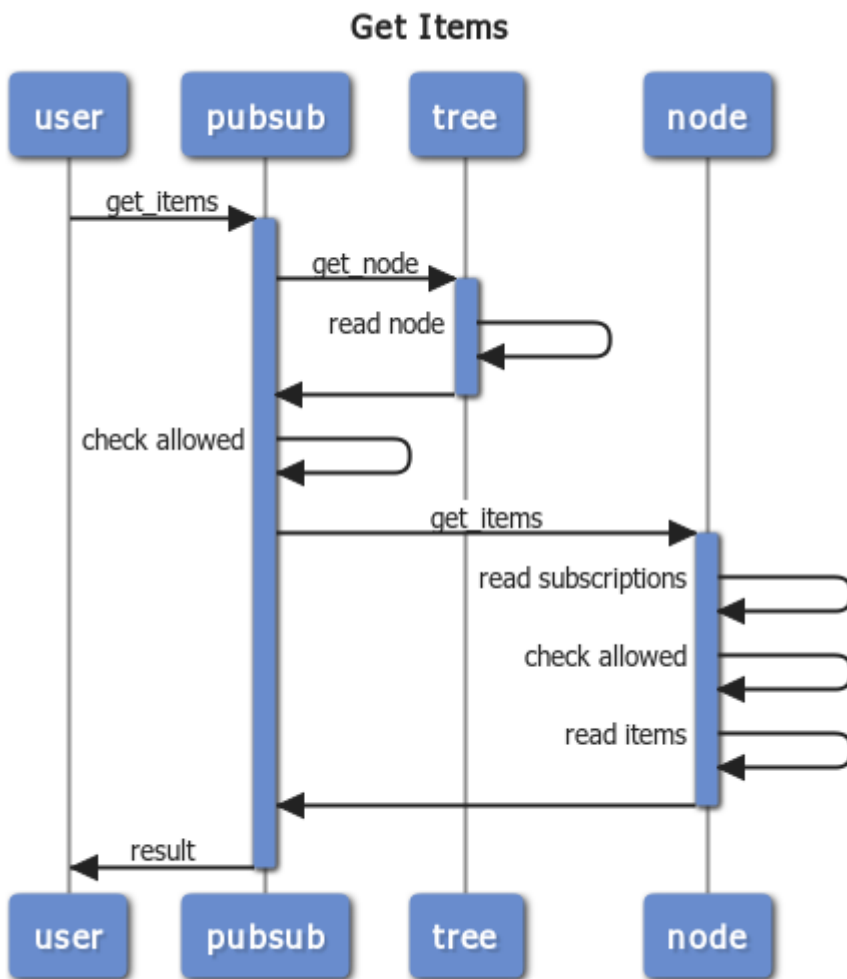 Get Items
user pubsub tree node
get_items
get_node
read node
check allowed
get_items
read subscriptions
check allowed
read items
result
user pubsub tree node